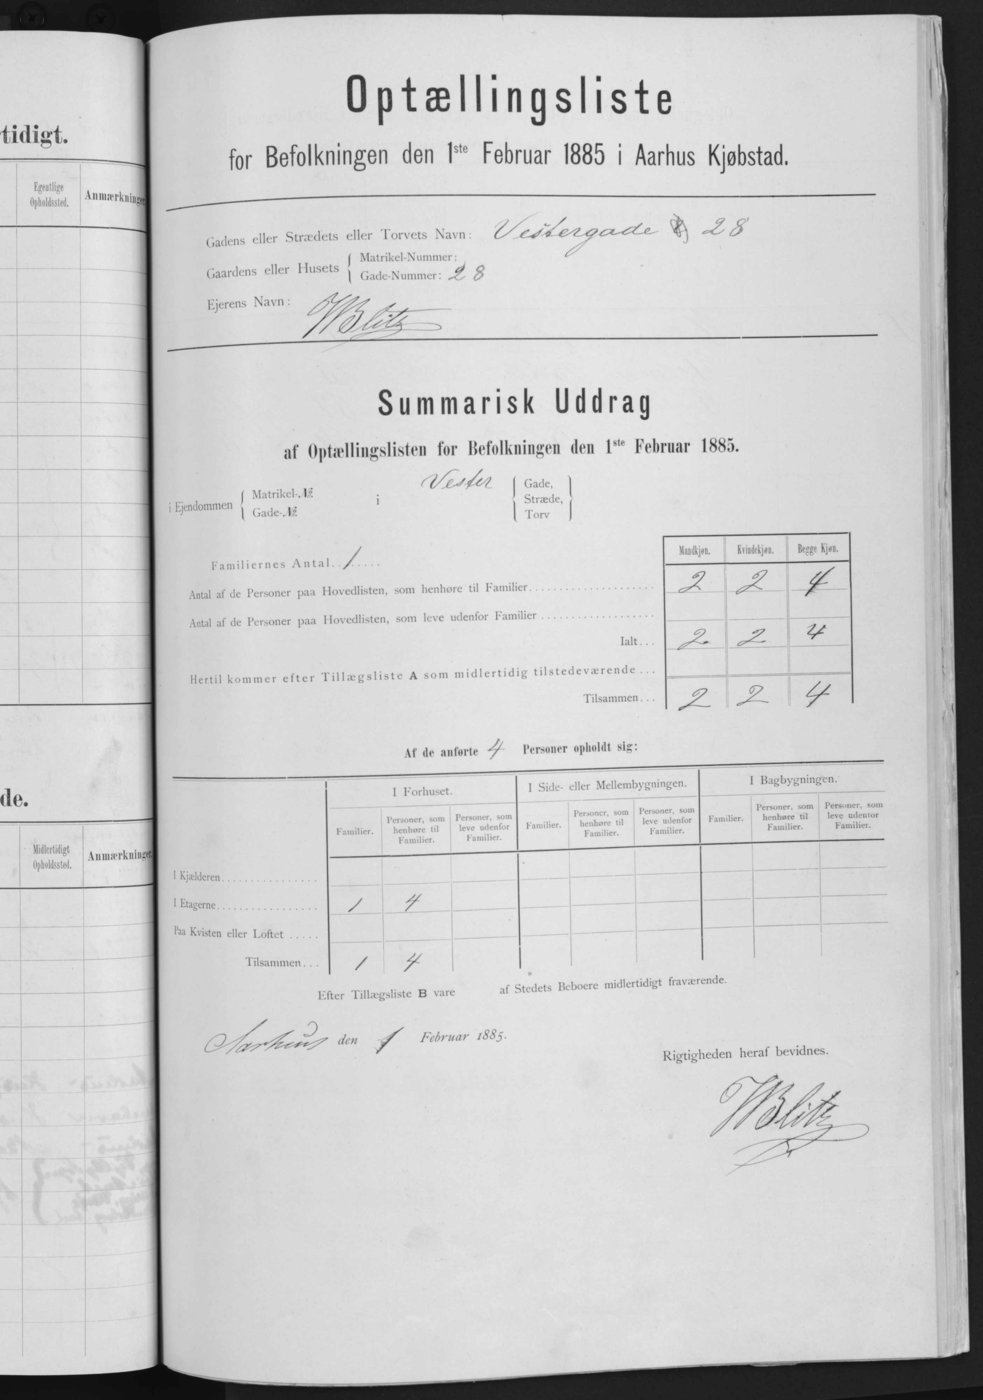 tidigt.
Egentlige
Opholdssted.
Anmærkninger
de.
Midlertidigt
Opholdssted.
Anmærkninger
Optællingsliste
for Befolkningen den 1ste Februar 1885 i Aarhus Kjøbstad.
Gadens eller Strædets eller Torvets Navn: Vestergade 28
Gaardens eller Husets { Matrikel-Nummer:
Gade-Nummer: 28
Ejerens Navn: WBlitz
Summarisk Uddrag
af Optællingslisten for Befolkningen den 1ste Februar 1885.
i Ejendommen { Matrikel-№ i Vester { Gade, }
Gade-№ Stræde,
Torv
Mandkjøn. Kvindekjøn. Begge Kjøn.
Familiernes Antal. . 1 . . . .
Antal af de Personer paa Hovedlisten, som henhøre til Familier. . . 2 2 4
Antal af de Personer paa Hovedlisten, som leve udenfor Familier . . .
Ialt . . . 2 2 4
Hertil kommer efter Tillægsliste A som midlertidig tilstedeværende . . .
Tilsammen . . . 2 2 4
Af de anførte 4 Personer opholdt sig:
I Forhuset. I Side- eller Mellembygningen. I Bagbygningen.
Familier. Personer, som henhøre til Familier. Personer, som leve udenfor Familier. Familier. Personer, som henhøre til Familier. Personer, som leve udenfor Familier. Familier. Personer, som henhøre til Familier. Personer, som leve udenfor Familier.
I Kjælderen . . .
I Etagerne . . . 1 4
Paa Kvisten eller Loftet . . . . .
Tilsammen . . . 1 4
Efter Tillægsliste B vare af Stedets Beboere midlertidigt fraværende.
Aarhus den 1 Februar 1885.
Rigtigheden heraf bevidnes.
WBlitz